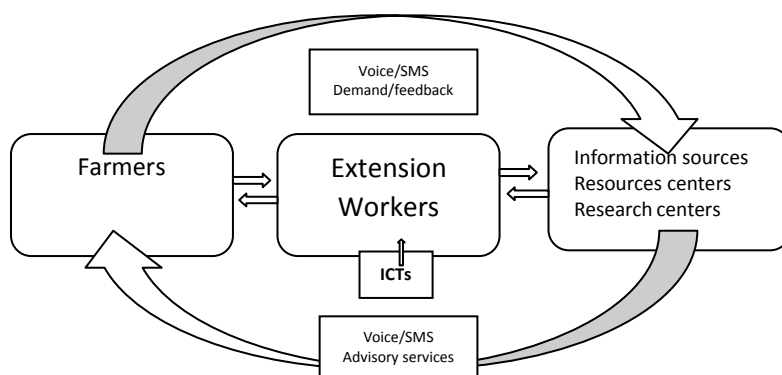 Voice/SMS
Demand/feedback
Farmers
Extension
Workers
Information sources
Resources centers
Research centers
ICTs
Voice/SMS
Advisory services